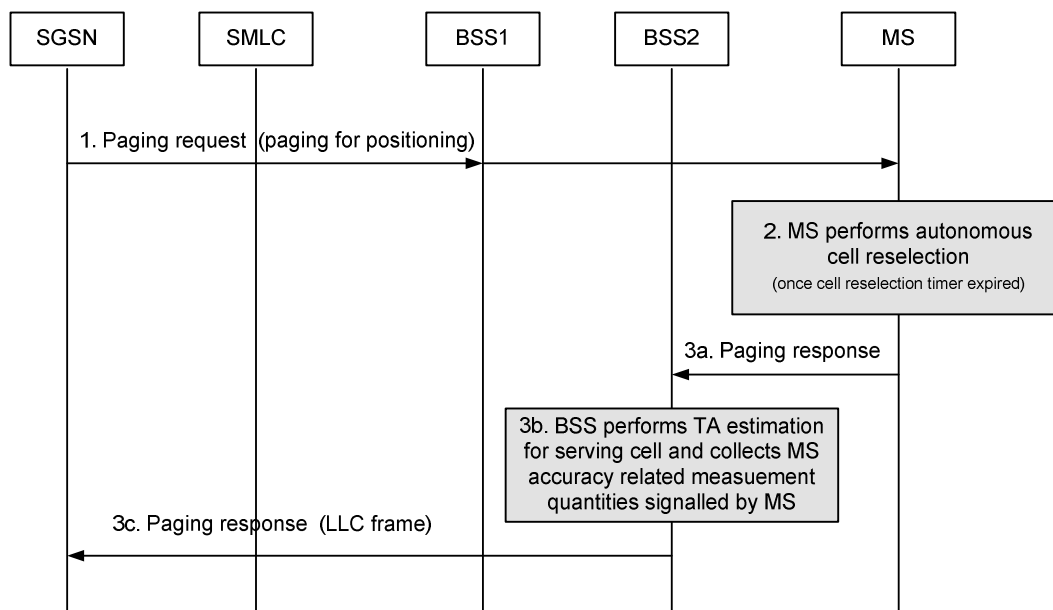 SGSN
SMLC
BSS1
BSS2
MS
1. Paging request (paging for positioning)
2. MS performs autonomous
cell reselection
(once cell reselection timer expired)
3a. Paging response
3b. BSS performs TA estimation
for serving cell and collects MS
accuracy related measuement
quantities signalled by MS
3c. Paging response (LLC frame)